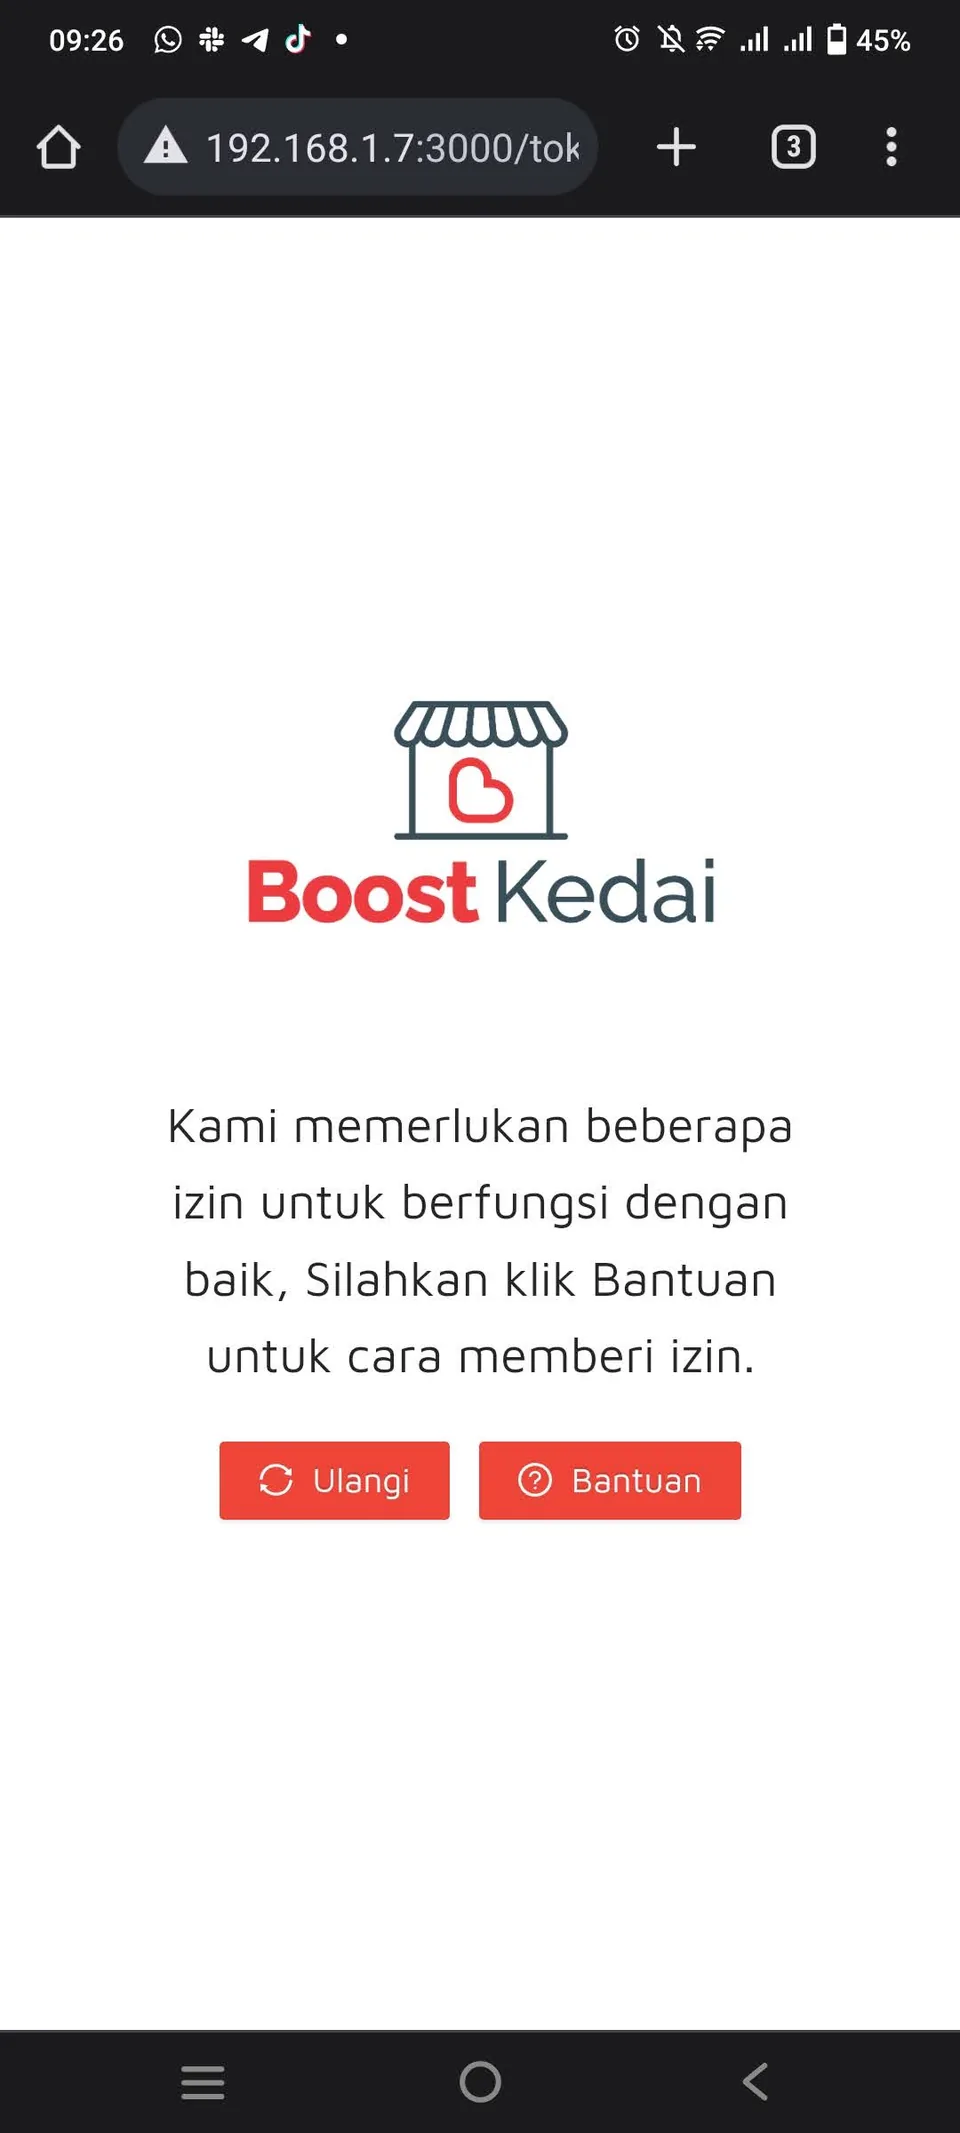 09:26
45%
192.168.1.7:3000/tok
3
Boost Kedai
Kami memerlukan beberapa
izin untuk berfungsi dengan
baik, Silahkan klik Bantuan
untuk cara memberi izin.
Ulangi
Bantuan